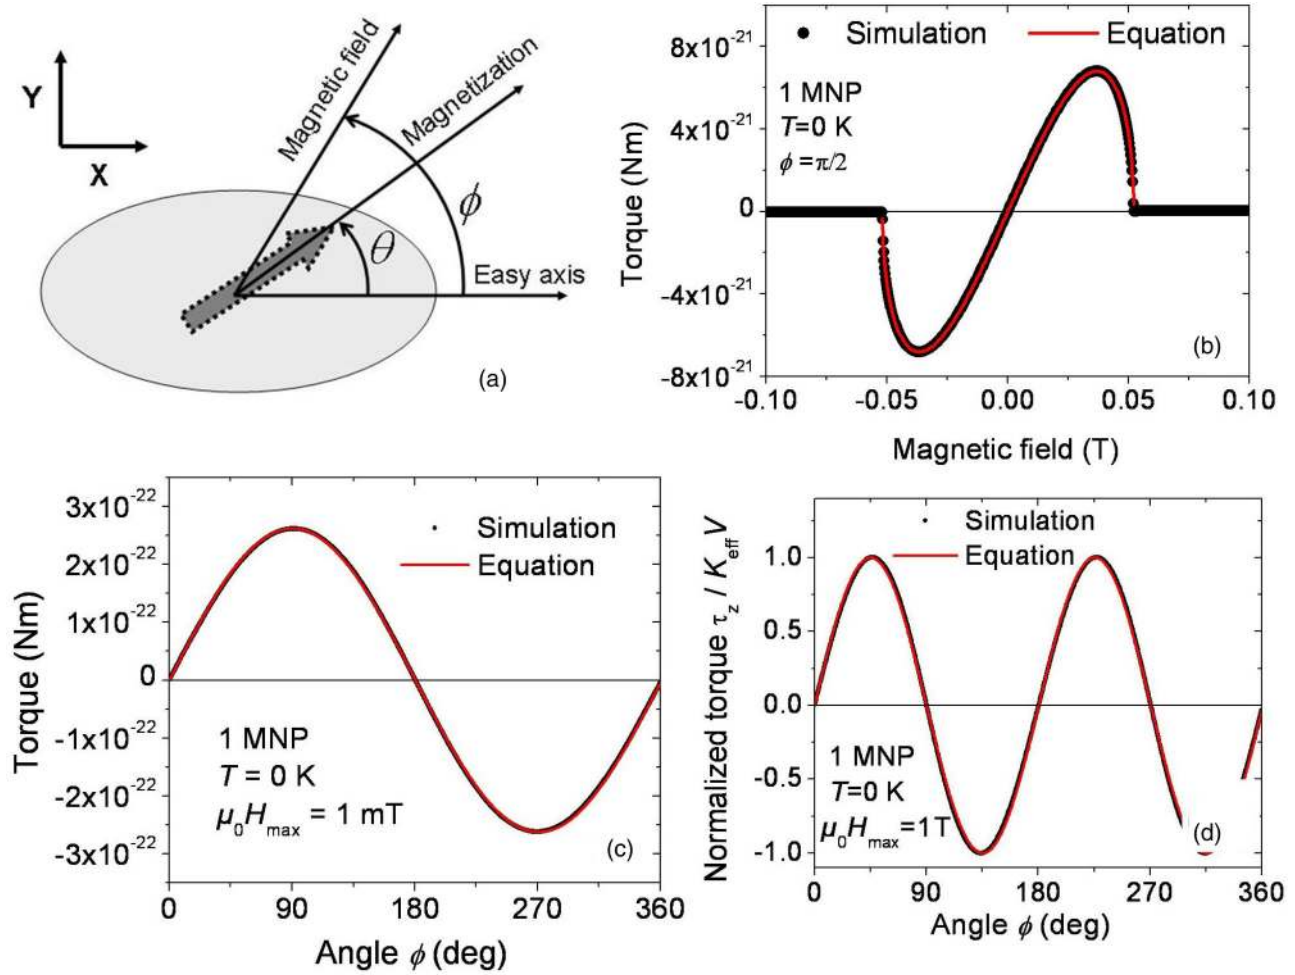 Y
X
Magnetic field
Magnetization
ϕ
θ
Easy axis
(a)
Simulation Equation
8x10⁻²¹
4x10⁻²¹
0
-4x10⁻²¹
-8x10⁻²¹
Torque (Nm)
1 MNP
T=0 K
ϕ =π/2
(b)
-0.10 -0.05 0.00 0.05 0.10
Magnetic field (T)
3x10⁻²²
2x10⁻²²
1x10⁻²²
0
-1x10⁻²²
-2x10⁻²²
-3x10⁻²²
Torque (Nm)
Simulation
Equation
1 MNP
T = 0 K
μ₀Hₘₐₓ = 1 mT
(c)
0 90 180 270 360
Angle ϕ (deg)
Normalized torque τ_z / K_eff V
1.0
0.5
0.0
-0.5
-1.0
Simulation
Equation
1 MNP
T=0 K
μ₀Hₘₐₓ=1T
(d)
0 90 180 270 360
Angle ϕ (deg)